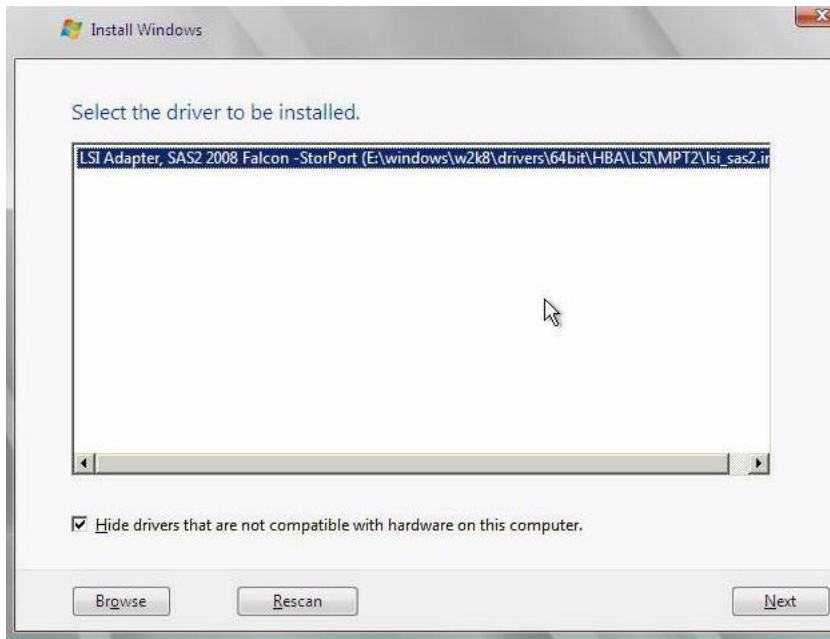 Install Windows
Select the driver to be installed.
LSI Adapter, SAS2 2008 Falcon -StorPort (E:\windows\w2k8\drivers\64bit\HBA\LSI\MPT2\lsi_sas2.in
Hide drivers that are not compatible with hardware on this computer.
Browse Rescan Next